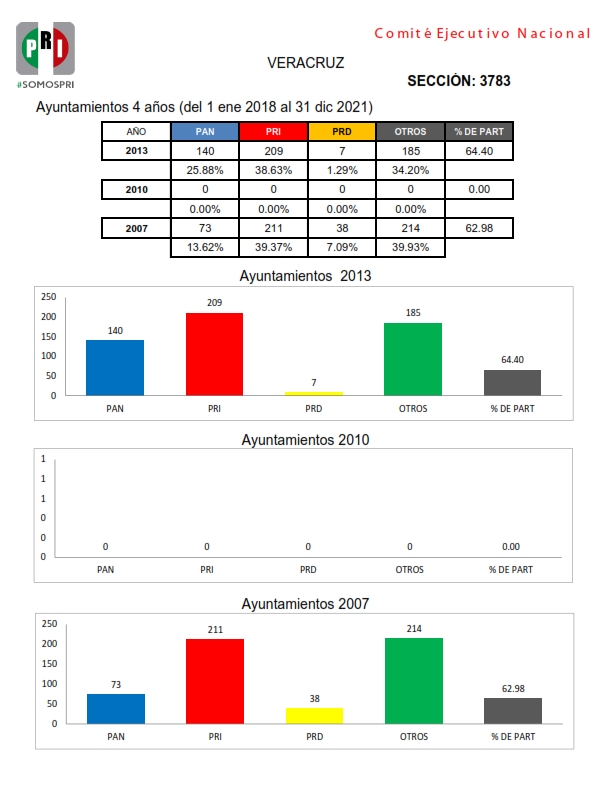 Comité Ejecutivo Nacional
PRI
#SOMOSPRI
VERACRUZ
SECCIÓN: 3783
Ayuntamientos 4 años (del 1 ene 2018 al 31 dic 2021)
AÑO PAN PRI PRD OTROS % DE PART
2013 140 209 7 185 64.40
25.88% 38.63% 1.29% 34.20%
2010 0 0 0 0 0.00
0.00% 0.00% 0.00% 0.00%
2007 73 211 38 214 62.98
13.62% 39.37% 7.09% 39.93%
Ayuntamientos 2013
250
200
150
100
50
0
140 209 7 185 64.40
PAN PRI PRD OTROS % DE PART
Ayuntamientos 2010
1
1
1
0
0
0
0 0 0 0 0.00
PAN PRI PRD OTROS % DE PART
Ayuntamientos 2007
250
200
150
100
50
0
73 211 38 214 62.98
PAN PRI PRD OTROS % DE PART